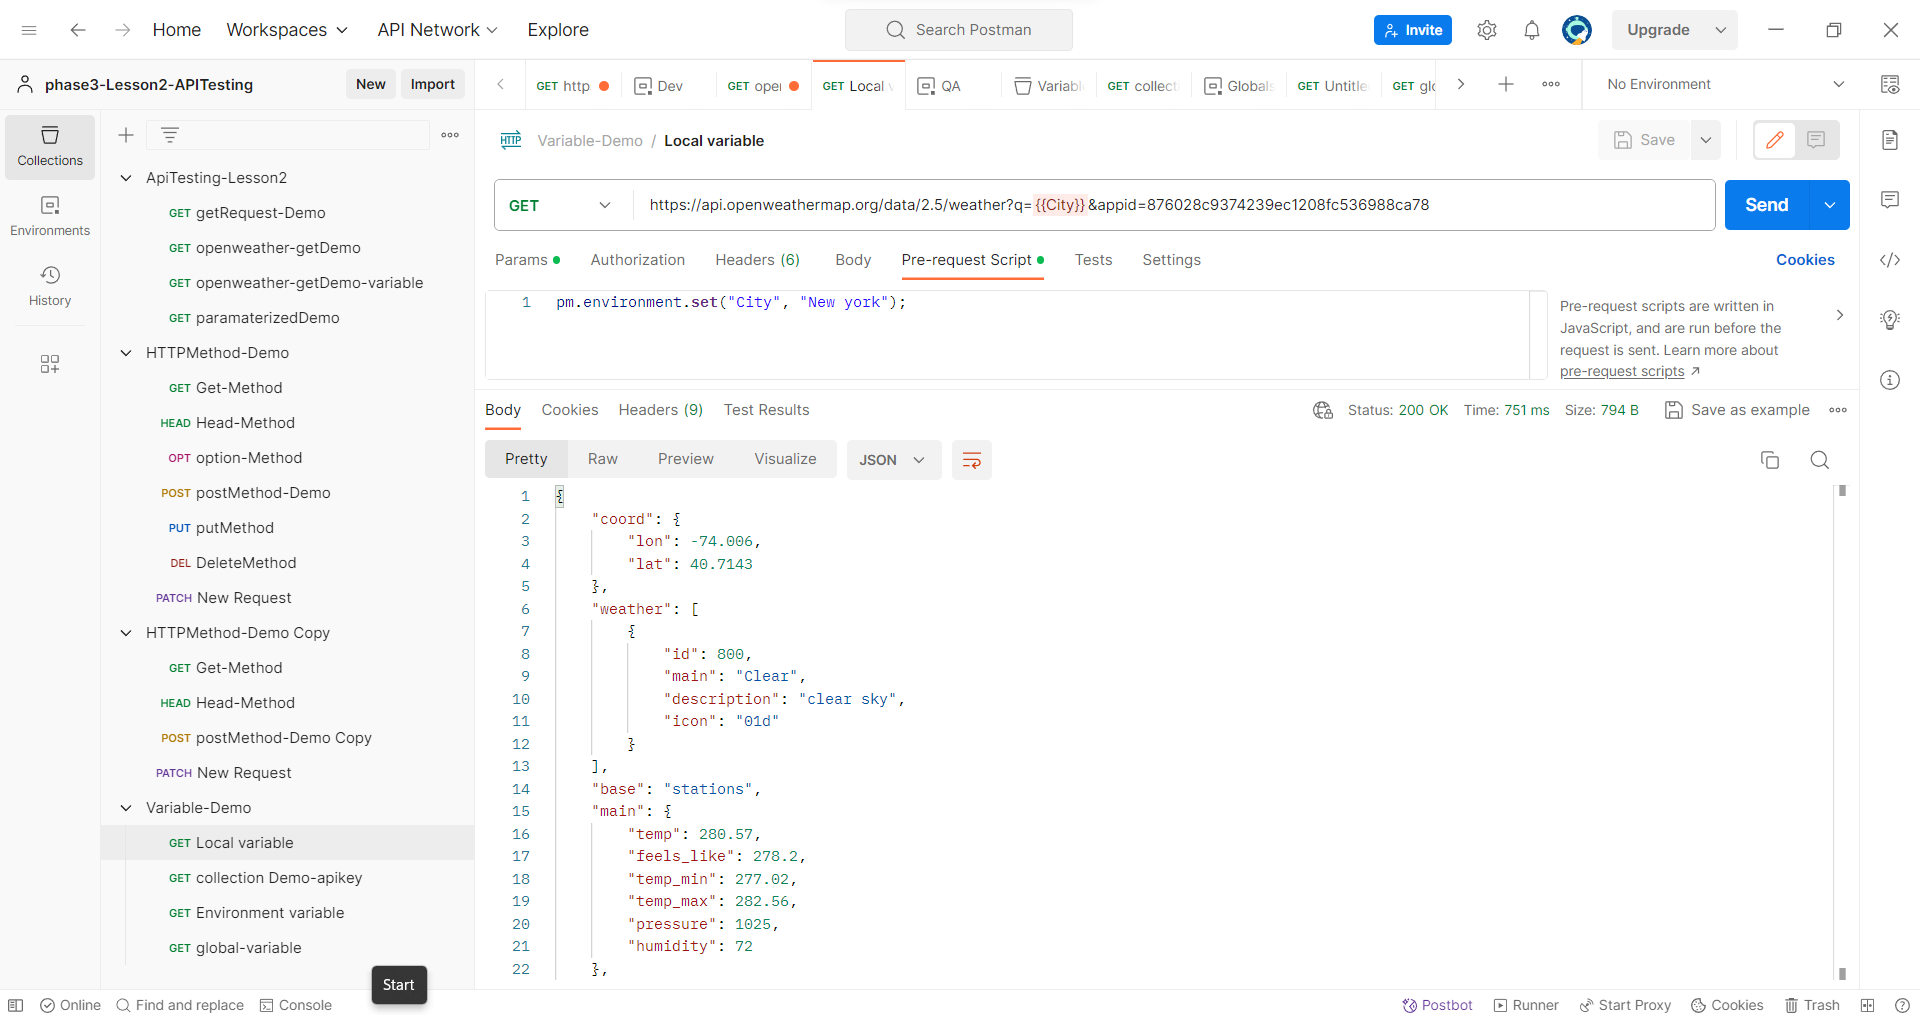 Home
Workspaces
API Network
Explore
Search Postman
Invite
Upgrade
phase3-Lesson2-APITesting
New
Import
GET http
Dev
GET oper
GET Local v
QA
Variabl
GET collect
Globals
GET Untitle
GET glo
No Environment
Collections
Environments
History
ApiTesting-Lesson2
GET getRequest-Demo
GET openweather-getDemo
GET openweather-getDemo-variable
GET paramaterizedDemo
HTTPMethod-Demo
GET Get-Method
HEAD Head-Method
OPT option-Method
POST postMethod-Demo
PUT putMethod
DEL DeleteMethod
PATCH New Request
HTTPMethod-Demo Copy
GET Get-Method
HEAD Head-Method
POST postMethod-Demo Copy
PATCH New Request
Variable-Demo
GET Local variable
GET collection Demo-apikey
GET Environment variable
GET global-variable
HTTP Variable-Demo / Local variable
Save
GET https://api.openweathermap.org/data/2.5/weather?q={{City}}&appid=876028c9374239ec1208fc536988ca78
Send
Params
Authorization
Headers (6)
Body
Pre-request Script
Tests
Settings
Cookies
1 pm.environment.set("City", "New york");
Pre-request scripts are written in
JavaScript, and are run before the
request is sent. Learn more about
pre-request scripts ↗
Body
Cookies
Headers (9)
Test Results
Status: 200 OK Time: 751 ms Size: 794 B
Save as example
Pretty
Raw
Preview
Visualize
JSON
1 {
2 "coord": {
3 "lon": -74.006,
4 "lat": 40.7143
5 },
6 "weather": [
7 {
8 "id": 800,
9 "main": "Clear",
10 "description": "clear sky",
11 "icon": "01d"
12 }
13 ],
14 "base": "stations",
15 "main": {
16 "temp": 280.57,
17 "feels_like": 278.2,
18 "temp_min": 277.02,
19 "temp_max": 282.56,
20 "pressure": 1025,
21 "humidity": 72
22 },
Start
Online
Find and replace
Console
Postbot
Runner
Start Proxy
Cookies
Trash